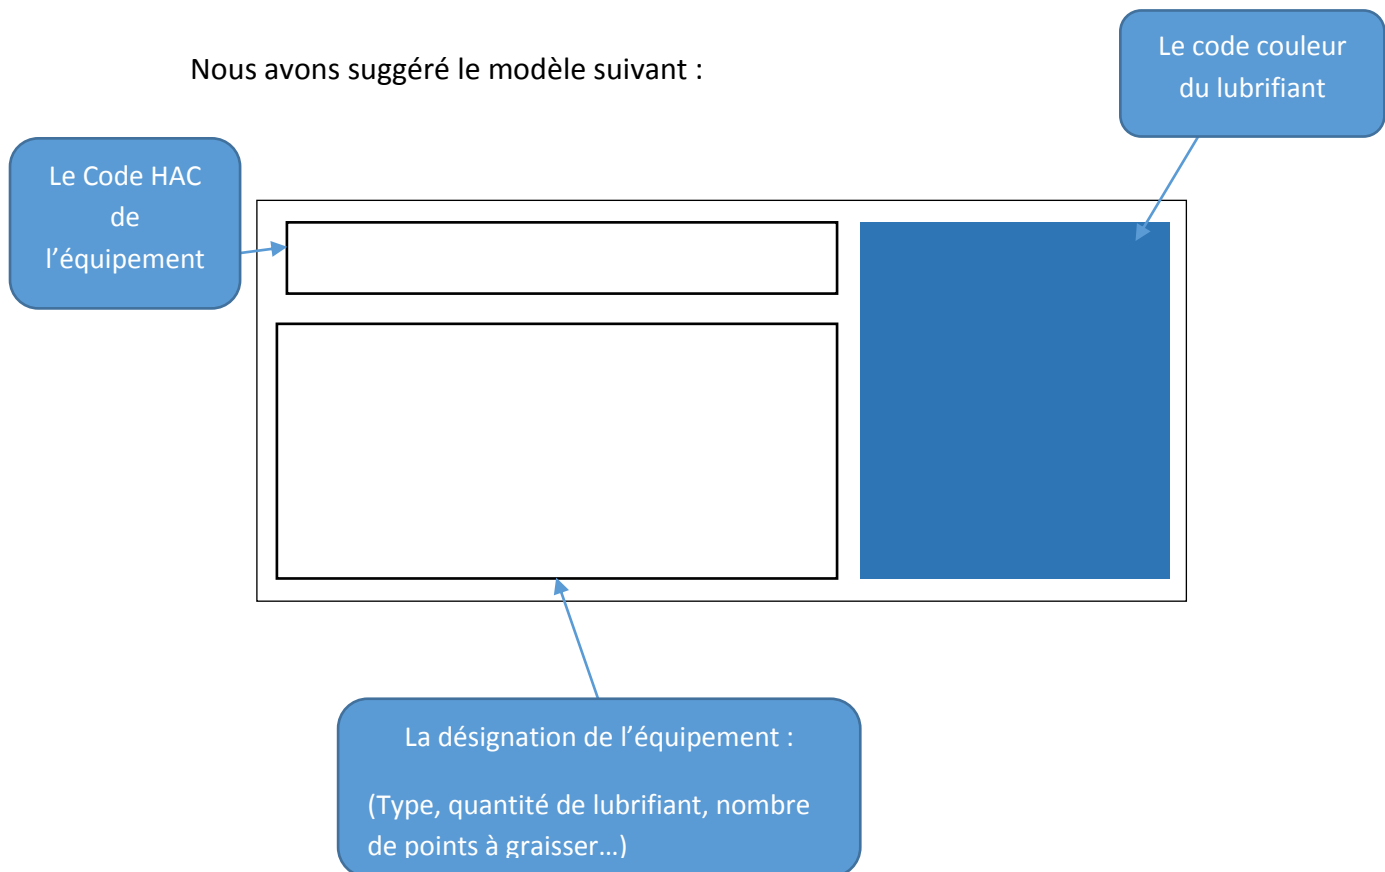 Nous avons suggéré le modèle suivant :
Le code couleur
du lubrifiant
Le Code HAC
de
l’équipement
La désignation de l’équipement :
(Type, quantité de lubrifiant, nombre
de points à graisser…)